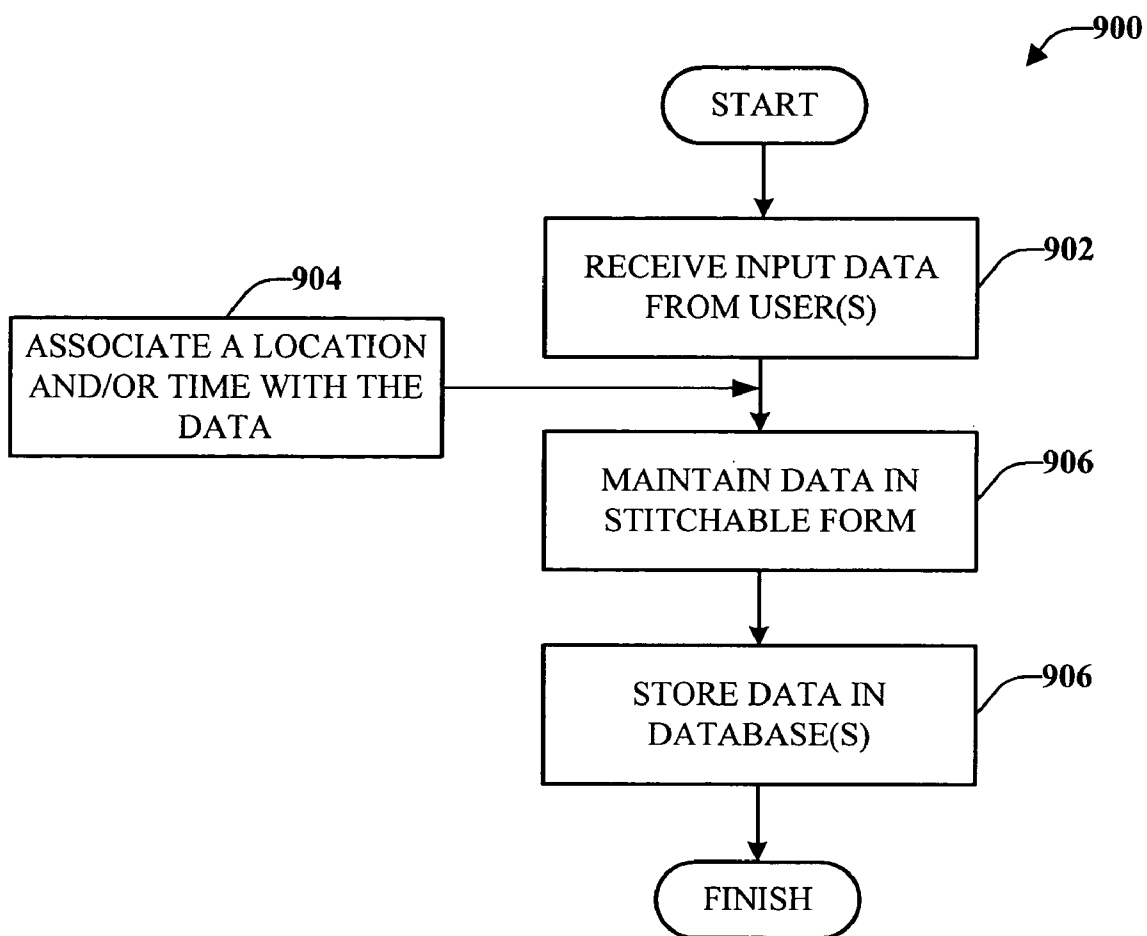 900
START
RECEIVE INPUT DATA
FROM USER(S)
902
904
ASSOCIATE A LOCATION
AND/OR TIME WITH THE
DATA
MAINTAIN DATA IN
STITCHABLE FORM
906
STORE DATA IN
DATABASE(S)
906
FINISH